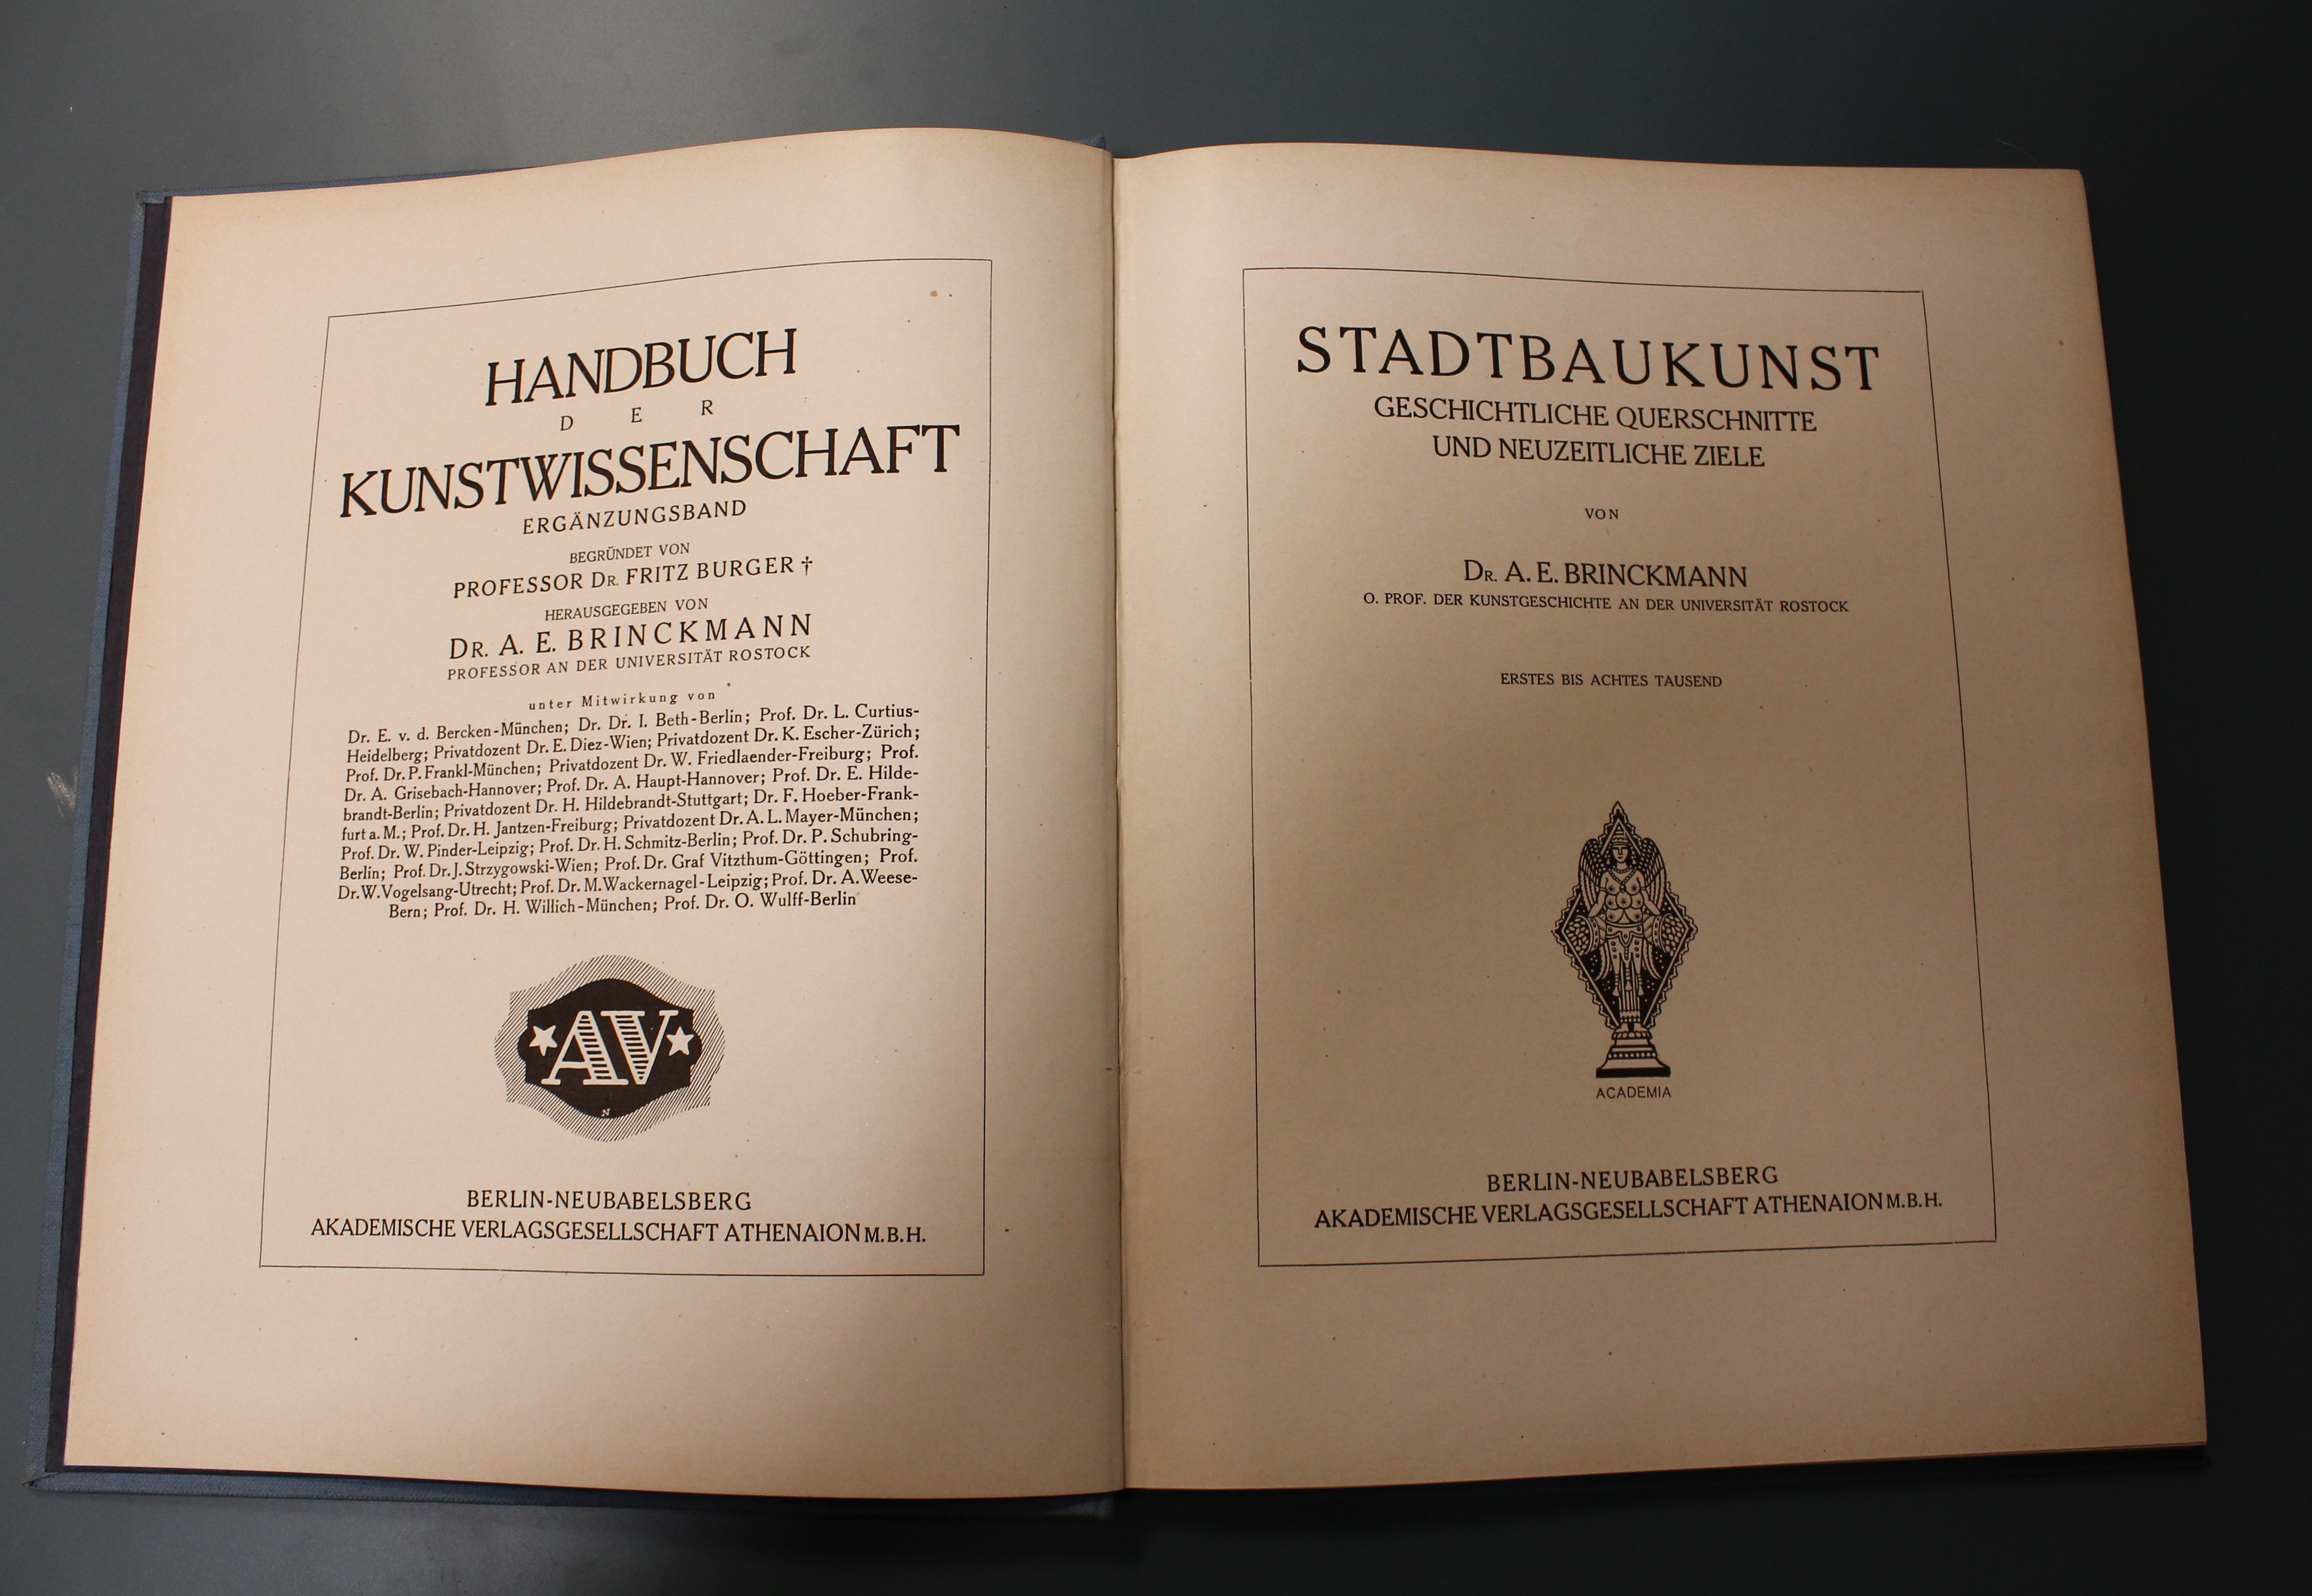 HANDBUCH
DER
KUNSTWISSENSCHAFT
ERGÄNZUNGSBAND
BEGRÜNDET VON
PROFESSOR DR. FRITZ BURGER †
HERAUSGEGEBEN VON
DR. A. E. BRINCKMANN
PROFESSOR AN DER UNIVERSITÄT ROSTOCK
unter Mitwirkung von
Dr. E. v. d. Bercken-München; Dr. Dr. I. Beth-Berlin; Prof. Dr. L. Curtius-
Heidelberg; Privatdozent Dr. E. Diez-Wien; Privatdozent Dr. K. Escher-Zürich;
Prof. Dr. P. Frankl-München; Privatdozent Dr. W. Friedlaender-Freiburg; Prof.
Dr. A. Grisebach-Hannover; Prof. Dr. A. Haupt-Hannover; Prof. Dr. E. Hilde-
brandt-Berlin; Privatdozent Dr. H. Hildebrandt-Stuttgart; Dr. F. Hoeber-Frank-
furt a. M.; Prof. Dr. H. Jantzen-Freiburg; Privatdozent Dr. A. L. Mayer-München;
Prof. Dr. W. Pinder-Leipzig; Prof. Dr. H. Schmitz-Berlin; Prof. Dr. P. Schubring-
Berlin; Prof. Dr. J. Strzygowski-Wien; Prof. Dr. Graf Vitzthum-Göttingen; Prof.
Dr. W. Vogelsang-Utrecht; Prof. Dr. M. Wackernagel-Leipzig; Prof. Dr. A. Weese-
Bern; Prof. Dr. H. Willich-München; Prof. Dr. O. Wulff-Berlin
AV
N
BERLIN-NEUBABELSBERG
AKADEMISCHE VERLAGSGESELLSCHAFT ATHENAION M. B. H.
STADTBAUKUNST
GESCHICHTLICHE QUERSCHNITTE
UND NEUZEITLICHE ZIELE
VON
DR. A. E. BRINCKMANN
O. PROF. DER KUNSTGESCHICHTE AN DER UNIVERSITÄT ROSTOCK
ERSTES BIS ACHTES TAUSEND
ACADEMIA
BERLIN-NEUBABELSBERG
AKADEMISCHE VERLAGSGESELLSCHAFT ATHENAION M. B. H.